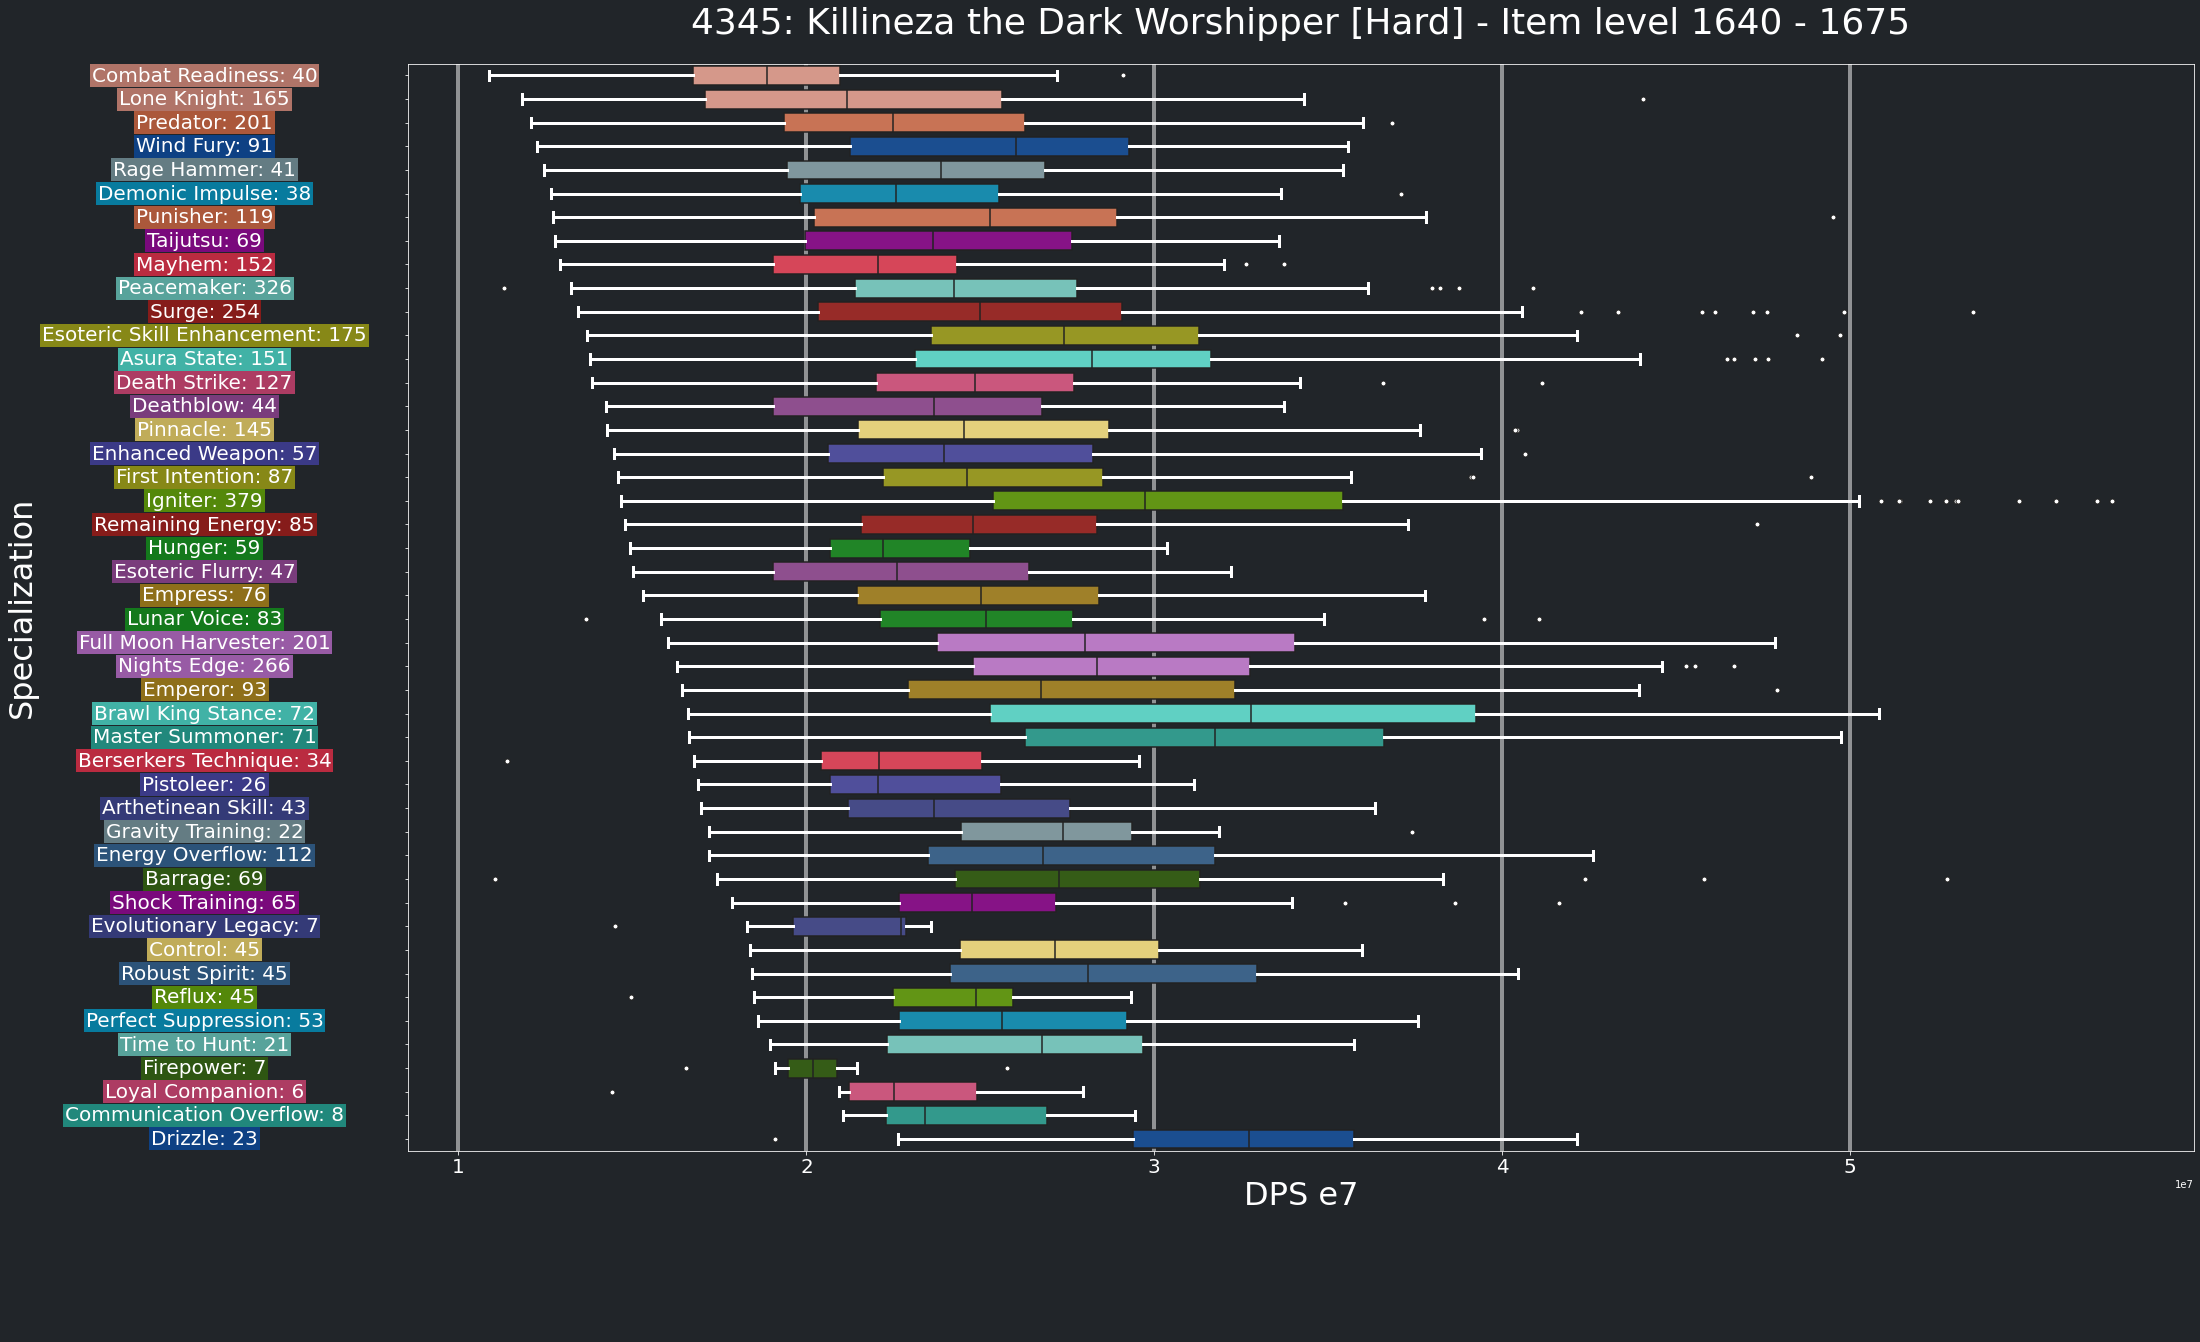 4345: Killineza the Dark Worshipper [Hard] - Item level 1640 - 1675
Combat Readiness: 40
Lone Knight: 165
Predator: 201
Wind Fury: 91
Rage Hammer: 41
Demonic Impulse: 38
Punisher: 119
Taijutsu: 69
Mayhem: 152
Peacemaker: 326
Surge: 254
Esoteric Skill Enhancement: 175
Asura State: 151
Death Strike: 127
Deathblow: 44
Pinnacle: 145
Enhanced Weapon: 57
First Intention: 87
Igniter: 379
Remaining Energy: 85
Hunger: 59
Esoteric Flurry: 47
Empress: 76
Lunar Voice: 83
Full Moon Harvester: 201
Nights Edge: 266
Emperor: 93
Brawl King Stance: 72
Master Summoner: 71
Berserkers Technique: 34
Pistoleer: 26
Arthetinean Skill: 43
Gravity Training: 22
Energy Overflow: 112
Barrage: 69
Shock Training: 65
Evolutionary Legacy: 7
Control: 45
Robust Spirit: 45
Reflux: 45
Perfect Suppression: 53
Time to Hunt: 21
Firepower: 7
Loyal Companion: 6
Communication Overflow: 8
Drizzle: 23
Specialization
1 2 3 4 5
1e7
DPS e7